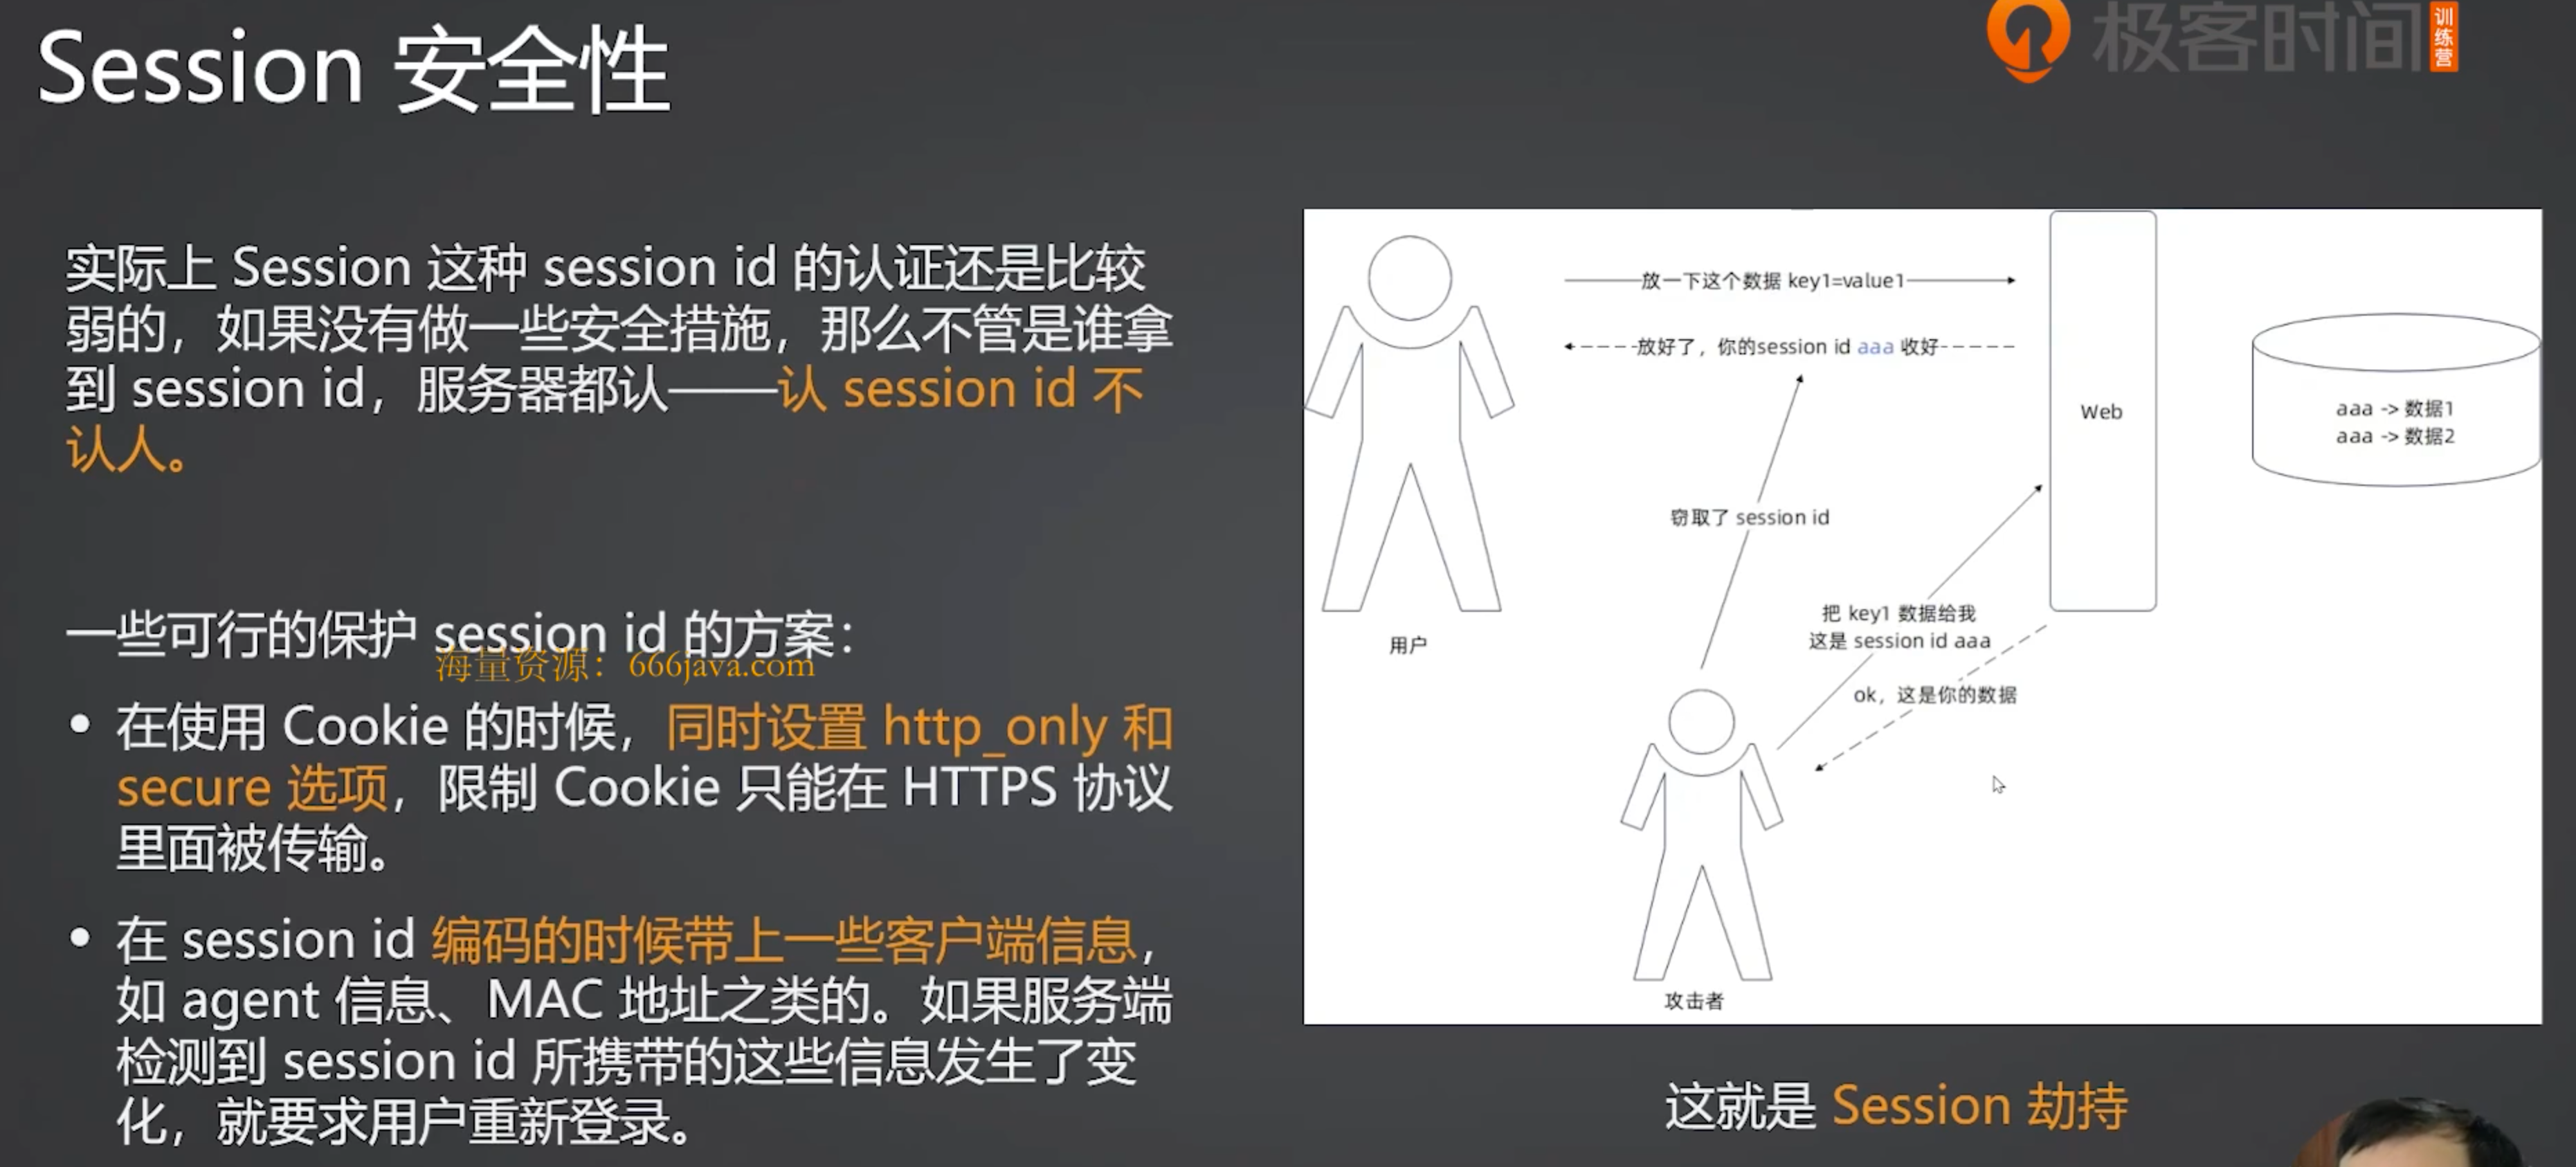 Session 安全性
极客时间
训练营
实际上 Session 这种 session id 的认证还是比较
弱的，如果没有做一些安全措施，那么不管是谁拿
到 session id，服务器都认——认 session id 不
认人。
一些可行的保护 session id 的方案：
海量资源：666java.com
• 在使用 Cookie 的时候，同时设置 http_only 和
secure 选项，限制 Cookie 只能在 HTTPS 协议
里面被传输。
• 在 session id 编码的时候带上一些客户端信息，
如 agent 信息、MAC 地址之类的。如果服务端
检测到 session id 所携带的这些信息发生了变
化，就要求用户重新登录。
放一下这个数据 key1=value1
放好了，你的session id aaa 收好
Web
aaa -> 数据1
aaa -> 数据2
窃取了 session id
把 key1 数据给我
这是 session id aaa
用户
ok，这是你的数据
攻击者
这就是 Session 劫持